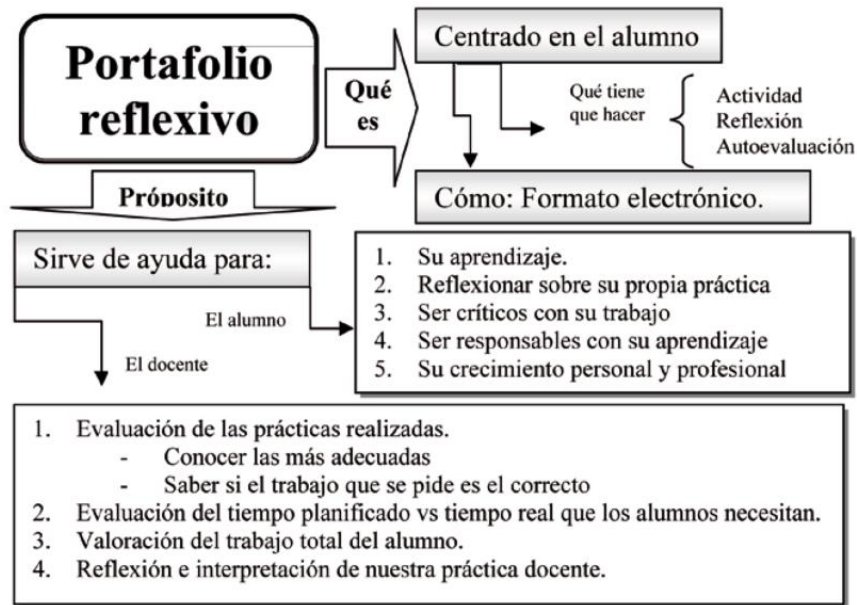 Portafolio
reflexivo
Qué
es
Centrado en el alumno
Qué tiene
que hacer
Actividad
Reflexión
Autoevaluación
Cómo: Formato electrónico.
Próposito
Sirve de ayuda para:
El alumno
1. Su aprendizaje.
2. Reflexionar sobre su propia práctica
3. Ser críticos con su trabajo
4. Ser responsables con su aprendizaje
5. Su crecimiento personal y profesional
El docente
1. Evaluación de las prácticas realizadas.
- Conocer las más adecuadas
- Saber si el trabajo que se pide es el correcto
2. Evaluación del tiempo planificado vs tiempo real que los alumnos necesitan.
3. Valoración del trabajo total del alumno.
4. Reflexión e interpretación de nuestra práctica docente.